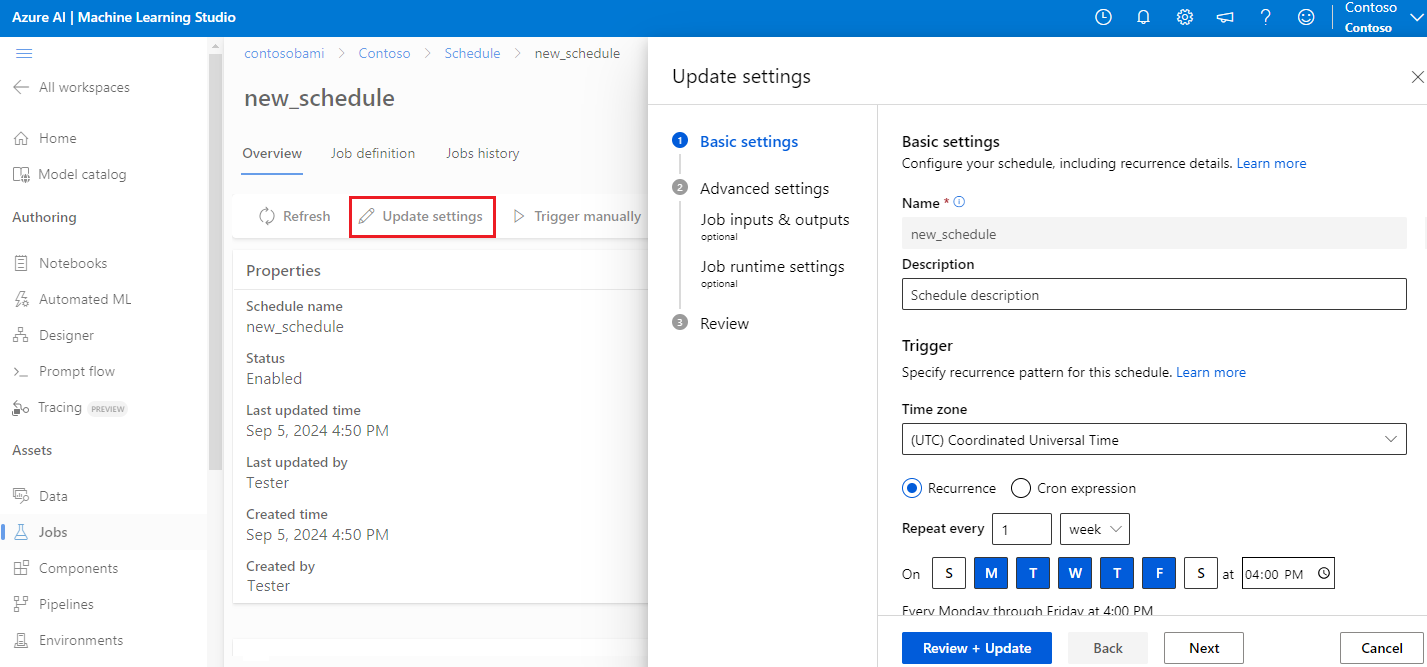 Azure AI | Machine Learning Studio
Contoso
Contoso
All workspaces
Home
Model catalog
Authoring
Notebooks
Automated ML
Designer
Prompt flow
Tracing PREVIEW
Assets
Data
Jobs
Components
Pipelines
Environments
contosobami > Contoso > Schedule > new_schedule
new_schedule
Overview Job definition Jobs history
Refresh Update settings Trigger manually
Properties
Schedule name
new_schedule
Status
Enabled
Last updated time
Sep 5, 2024 4:50 PM
Last updated by
Tester
Created time
Sep 5, 2024 4:50 PM
Created by
Tester
Update settings
1 Basic settings
2 Advanced settings
Job inputs & outputs
optional
Job runtime settings
optional
3 Review
Basic settings
Configure your schedule, including recurrence details. Learn more
Name *
new_schedule
Description
Schedule description
Trigger
Specify recurrence pattern for this schedule. Learn more
Time zone
(UTC) Coordinated Universal Time
Recurrence Cron expression
Repeat every 1 week
On S M T W T F S at 04:00 PM
Every Monday through Friday at 4:00 PM
Review + Update Back Next Cancel